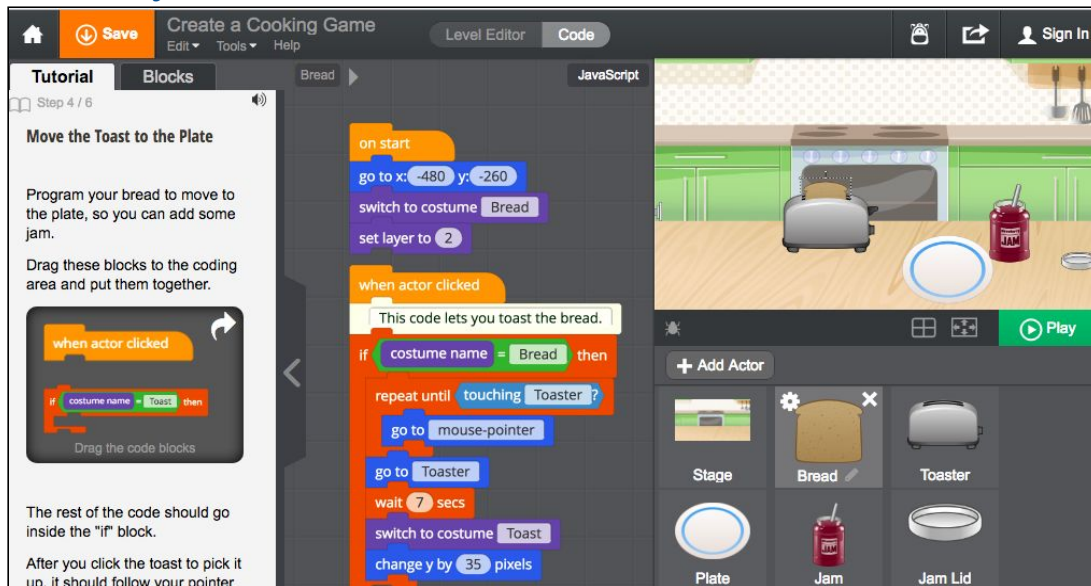 Save
Create a Cooking Game
Edit Tools Help
Level Editor Code
Sign In
Tutorial Blocks
Step 4 / 6
Move the Toast to the Plate
Program your bread to move to
the plate, so you can add some
jam.
Drag these blocks to the coding
area and put them together.
when actor clicked
if costume name = Toast then
Drag the code blocks
The rest of the code should go
inside the "if" block.
After you click the toast to pick it
up, it should follow your pointer
Bread JavaScript
on start
go to x: -480 y: -260
switch to costume Bread
set layer to 2
when actor clicked
This code lets you toast the bread.
if costume name = Bread then
repeat until touching Toaster ?
go to mouse-pointer
go to Toaster
wait 7 secs
switch to costume Toast
change y by 35 pixels
JAM
Play
+ Add Actor
Stage Bread Toaster
JAM
Plate Jam Jam Lid